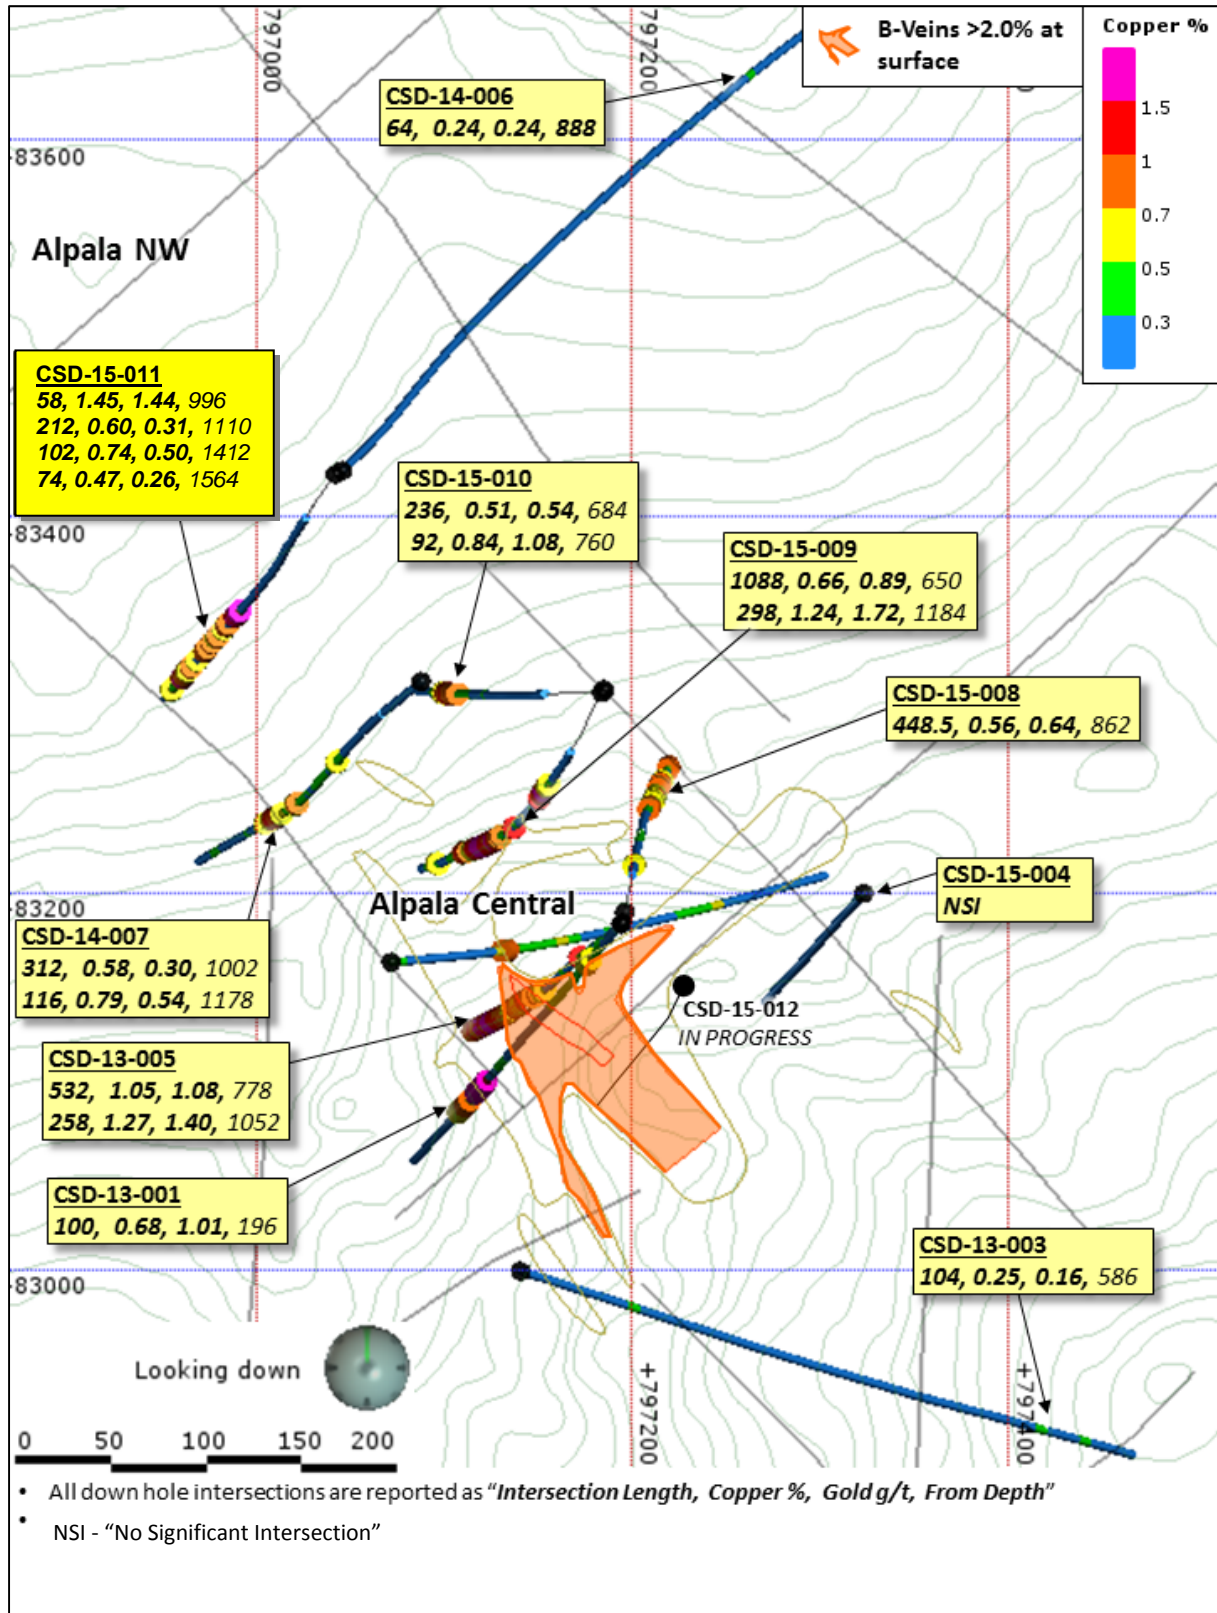 797000
797200
B-Veins >2.0% at
surface
Copper %
1.5
1
0.7
0.5
0.3
CSD-14-006
64, 0.24, 0.24, 888
83600
Alpala NW
CSD-15-011
58, 1.45, 1.44, 996
212, 0.60, 0.31, 1110
102, 0.74, 0.50, 1412
74, 0.47, 0.26, 1564
CSD-15-010
236, 0.51, 0.54, 684
92, 0.84, 1.08, 760
83400
CSD-15-009
1088, 0.66, 0.89, 650
298, 1.24, 1.72, 1184
CSD-15-008
448.5, 0.56, 0.64, 862
CSD-15-004
NSI
Alpala Central
83200
CSD-14-007
312, 0.58, 0.30, 1002
116, 0.79, 0.54, 1178
CSD-15-012
IN PROGRESS
CSD-13-005
532, 1.05, 1.08, 778
258, 1.27, 1.40, 1052
CSD-13-001
100, 0.68, 1.01, 196
CSD-13-003
104, 0.25, 0.16, 586
83000
Looking down
+797200
+797400
0 50 100 150 200
• All down hole intersections are reported as “Intersection Length, Copper %, Gold g/t, From Depth”
• NSI - “No Significant Intersection”